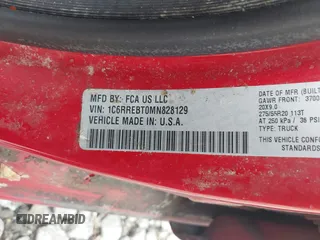 MFD BY: FCA US LLC
VIN: 1C6RREBT0MN828129
VEHICLE MADE IN: U.S.A.
DATE OF MFR (BUILT
GAWR FRONT: 3700
20X9.0
275/55R20 113T
AT 250 kPa / 36 PSI
TYPE: TRUCK
THIS VEHICLE CONF
DREAMBID